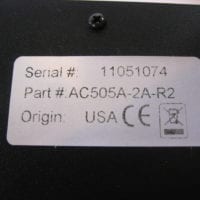 Serial #: 11051074
Part #: AC505A-2A-R2
Origin: USA CE